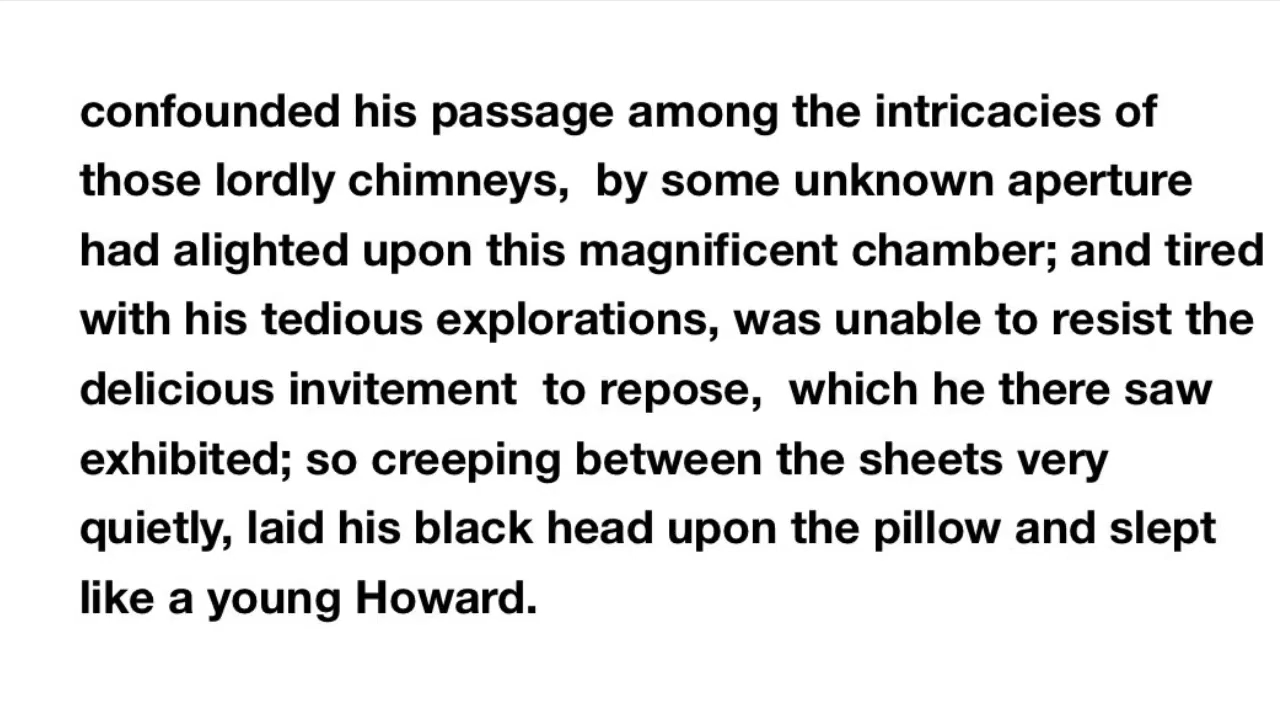 confounded his passage among the intricacies of
those lordly chimneys,  by some unknown aperture
had alighted upon this magnificent chamber; and tired
with his tedious explorations, was unable to resist the
delicious invitement  to repose,  which he there saw
exhibited; so creeping between the sheets very
quietly, laid his black head upon the pillow and slept
like a young Howard.